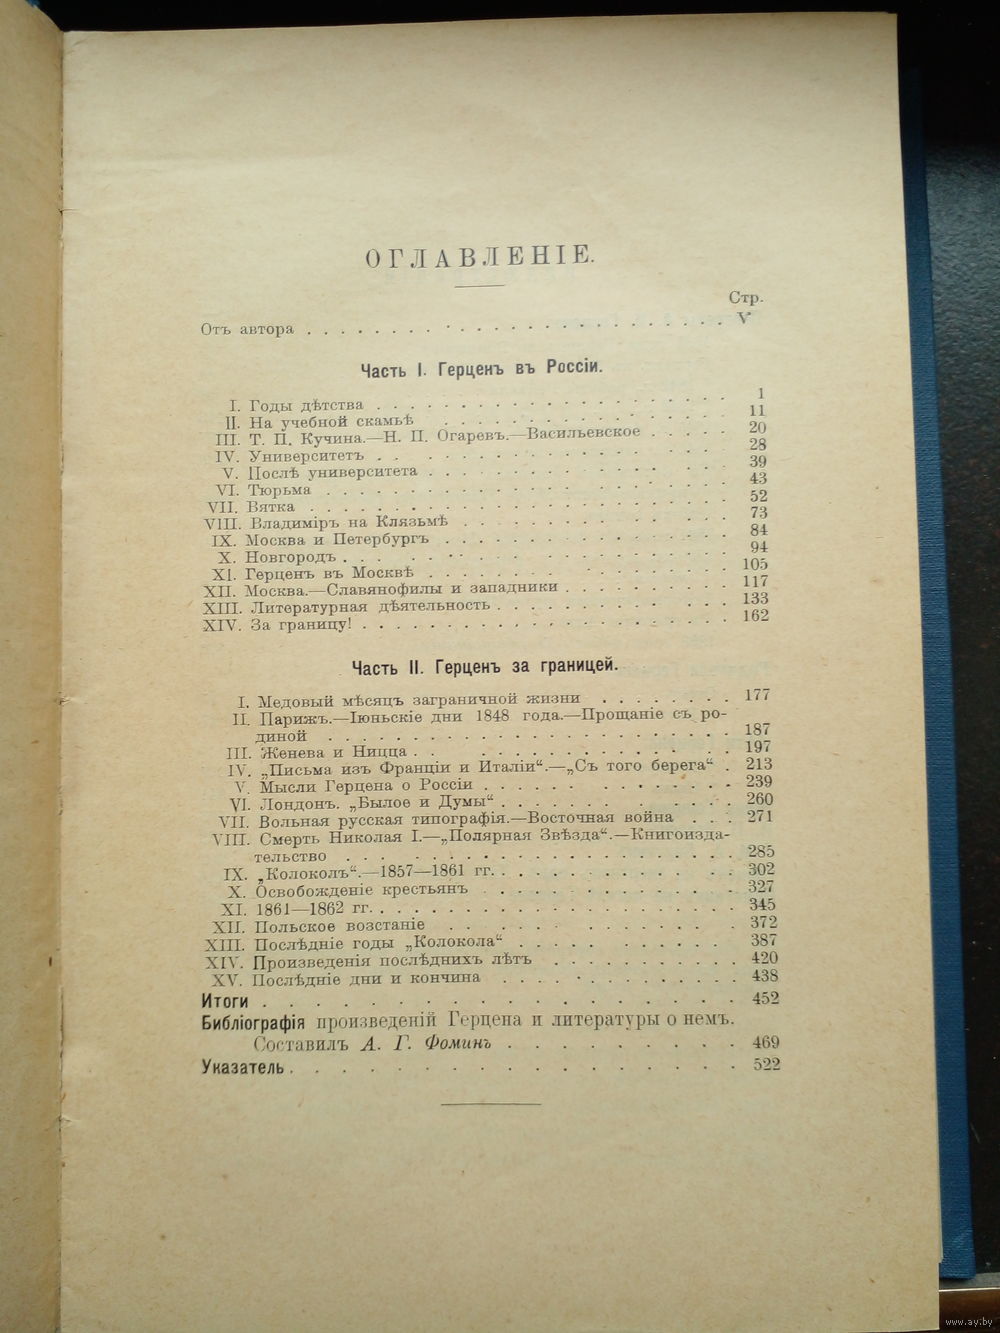 ОГЛАВЛЕНІЕ.
Стр.
Отъ автора . . . . . . . . . . . . . . . . . . . . . . . . . V
Часть I. Герценъ въ Россіи.
I. Годы дѣтства . . . . . . . . . . . . . . . . . . . . . . 1
II. На учебной скамьѣ . . . . . . . . . . . . . . . . . . . 11
III. Т. П. Кучина.—Н. П. Огаревъ.—Васильевское . . . . . 20
IV. Университетъ . . . . . . . . . . . . . . . . . . . . . 28
V. Послѣ университета . . . . . . . . . . . . . . . . . . 39
VI. Тюрьма . . . . . . . . . . . . . . . . . . . . . . . . 43
VII. Вятка . . . . . . . . . . . . . . . . . . . . . . . . 52
VIII. Владиміръ на Клязьмѣ . . . . . . . . . . . . . . . . 73
IX. Москва и Петербургъ . . . . . . . . . . . . . . . . . 84
X. Новгородъ . . . . . . . . . . . . . . . . . . . . . . 94
XI. Герценъ въ Москвѣ . . . . . . . . . . . . . . . . . . 105
XII. Москва.—Славянофилы и западники . . . . . . . . . . 117
XIII. Литературная дѣятельность . . . . . . . . . . . . . 133
XIV. За границу! . . . . . . . . . . . . . . . . . . . . . 162
Часть II. Герценъ за границей.
I. Медовый мѣсяцъ заграничной жизни . . . . . . . . 177
II. Парижъ.—Іюньскіе дни 1848 года.—Прощаніе съ ро-
диной . . . . . . . . . . . . . . . . . . . . . . . . 187
III. Женева и Ницца . . . . . . . . . . . . . . . . . . 197
IV. „Письма изъ Франціи и Италіи“.—„Съ того берега“ . 213
V. Мысли Герцена о Россіи . . . . . . . . . . . . . . . 239
VI. Лондонъ. „Былое и Думы“ . . . . . . . . . . . . . . 260
VII. Вольная русская типографія.—Восточная война . . . 271
VIII. Смерть Николая I.—„Полярная Звѣзда“.—Книгоизда-
тельство . . . . . . . . . . . . . . . . . . . . . . 285
IX. „Колоколъ“.—1857—1861 гг. . . . . . . . . . . . . . 302
X. Освобожденіе крестьянъ . . . . . . . . . . . . . . . 327
XI. 1861—1862 гг. . . . . . . . . . . . . . . . . . . . . 345
XII. Польское возстаніе . . . . . . . . . . . . . . . . . 372
XIII. Послѣдніе годы „Колокола“ . . . . . . . . . . . . 387
XIV. Произведенія послѣднихъ лѣтъ . . . . . . . . . . . 420
XV. Послѣдніе дни и кончина . . . . . . . . . . . . . . 438
Итоги . . . . . . . . . . . . . . . . . . . . . . . . 452
Библіографія произведеній Герцена и литературы о немъ.
Составилъ А. Г. Фоминъ . . . . . . . . . . . 469
Указатель . . . . . . . . . . . . . . . . . . . . . 522
www.ay.by